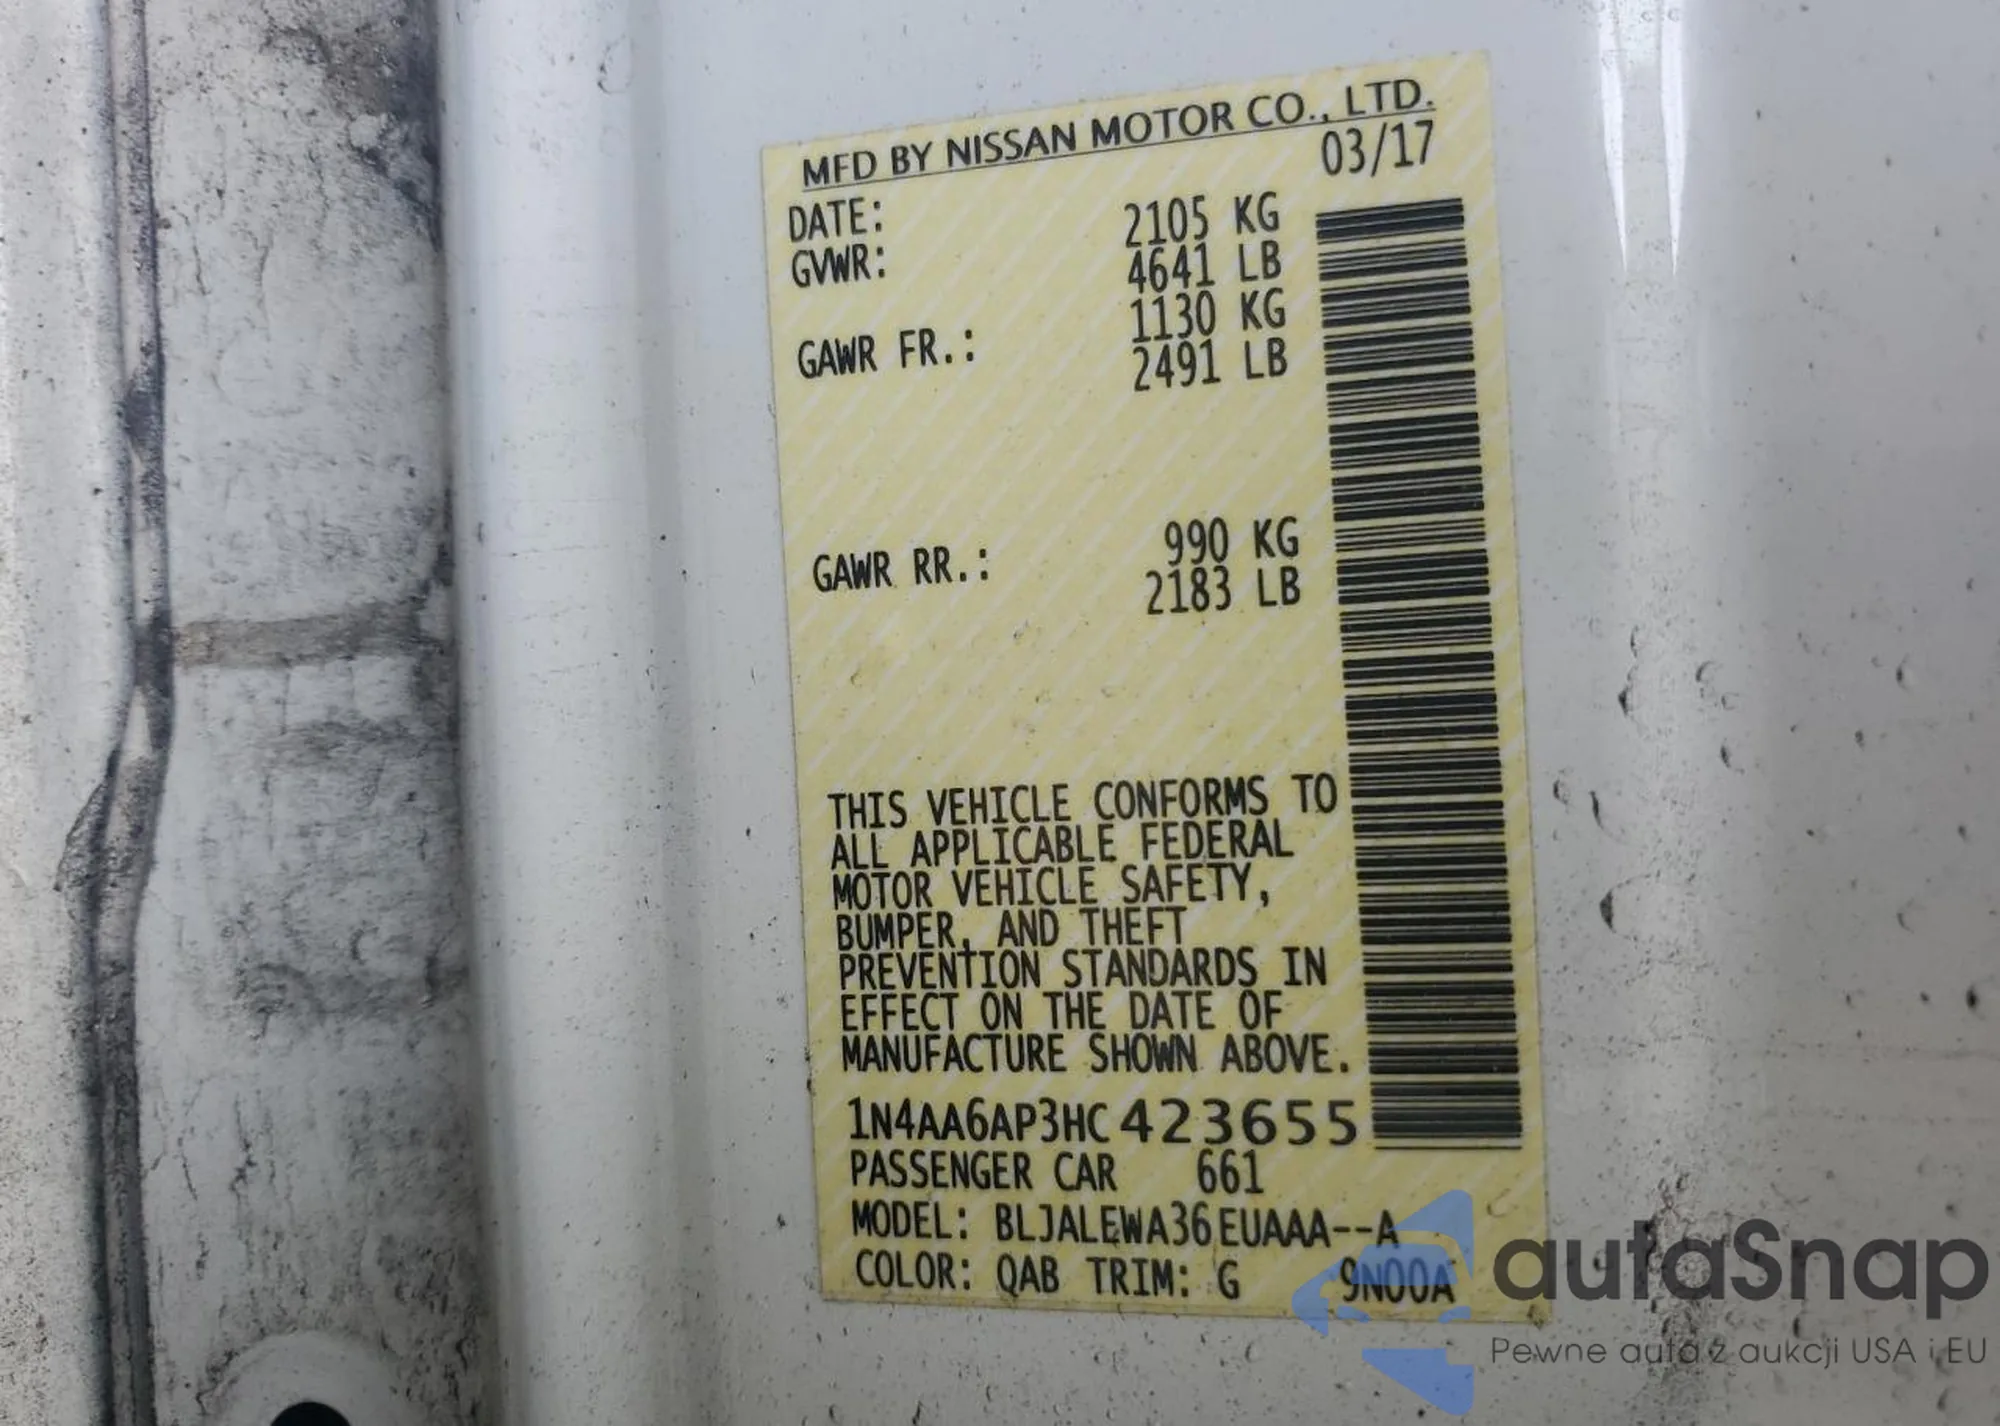 MFD BY NISSAN MOTOR CO., LTD.
DATE: 03/17
GVWR: 2105 KG
4641 LB
GAWR FR.: 1130 KG
2491 LB
GAWR RR.: 990 KG
2183 LB
THIS VEHICLE CONFORMS TO
ALL APPLICABLE FEDERAL
MOTOR VEHICLE SAFETY,
BUMPER, AND THEFT
PREVENTION STANDARDS IN
EFFECT ON THE DATE OF
MANUFACTURE SHOWN ABOVE.
1N4AA6AP3HC423655
PASSENGER CAR 661
MODEL: BLJALEWA36EUAAA--A
COLOR: QAB TRIM: G 9N00A
autaSnap
Pewne auta z aukcji USA i EU